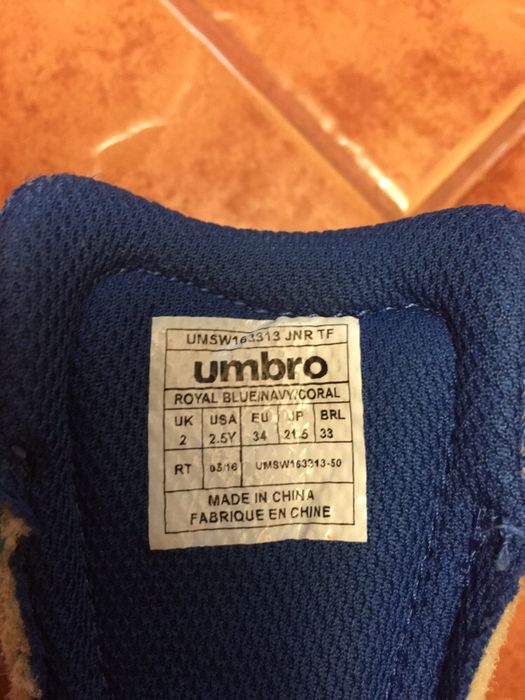 UMSW163313 JNR TF
umbro
ROYAL BLUE/NAVY/CORAL
UK USA EU JP BRL
2 2.5Y 34 21.5 33
RT 05/16 UMSW163313-50
MADE IN CHINA
FABRIQUE EN CHINE